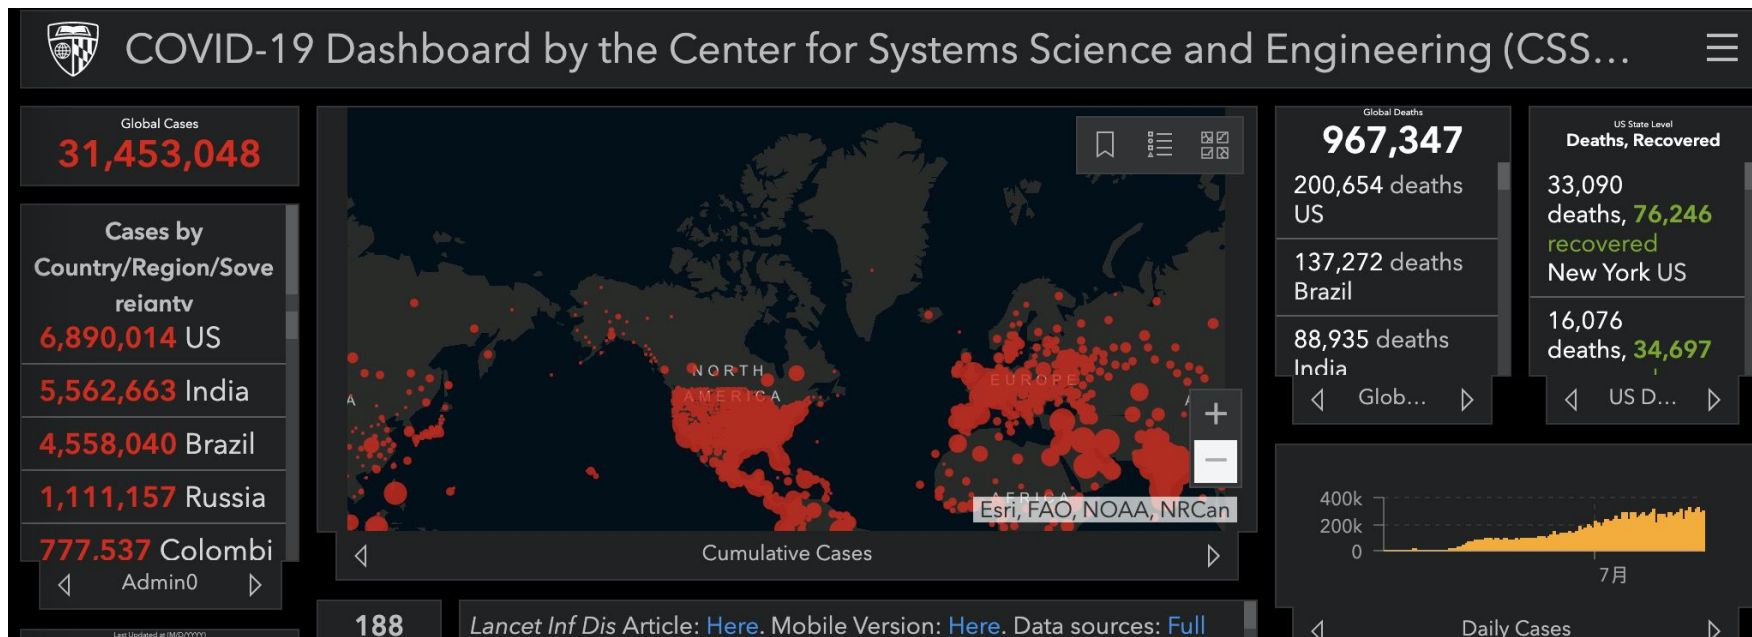 COVID-19 Dashboard by the Center for Systems Science and Engineering (CSS...
Global Cases
31,453,048
Cases by
Country/Region/Sove
reignty
6,890,014 US
5,562,663 India
4,558,040 Brazil
1,111,157 Russia
777,537 Colombi
Admin0
Last Updated at (M/D/YYYY)
NORTH
AMERICA
EUROPE
A
A
AFRICA
Esri, FAO, NOAA, NRCan
Cumulative Cases
188
Lancet Inf Dis Article: Here. Mobile Version: Here. Data sources: Full
Global Deaths
967,347
200,654 deaths
US
137,272 deaths
Brazil
88,935 deaths
India
Glob...
US State Level
Deaths, Recovered
33,090
deaths, 76,246
recovered
New York US
16,076
deaths, 34,697
US D...
400k
200k
0
7月
Daily Cases